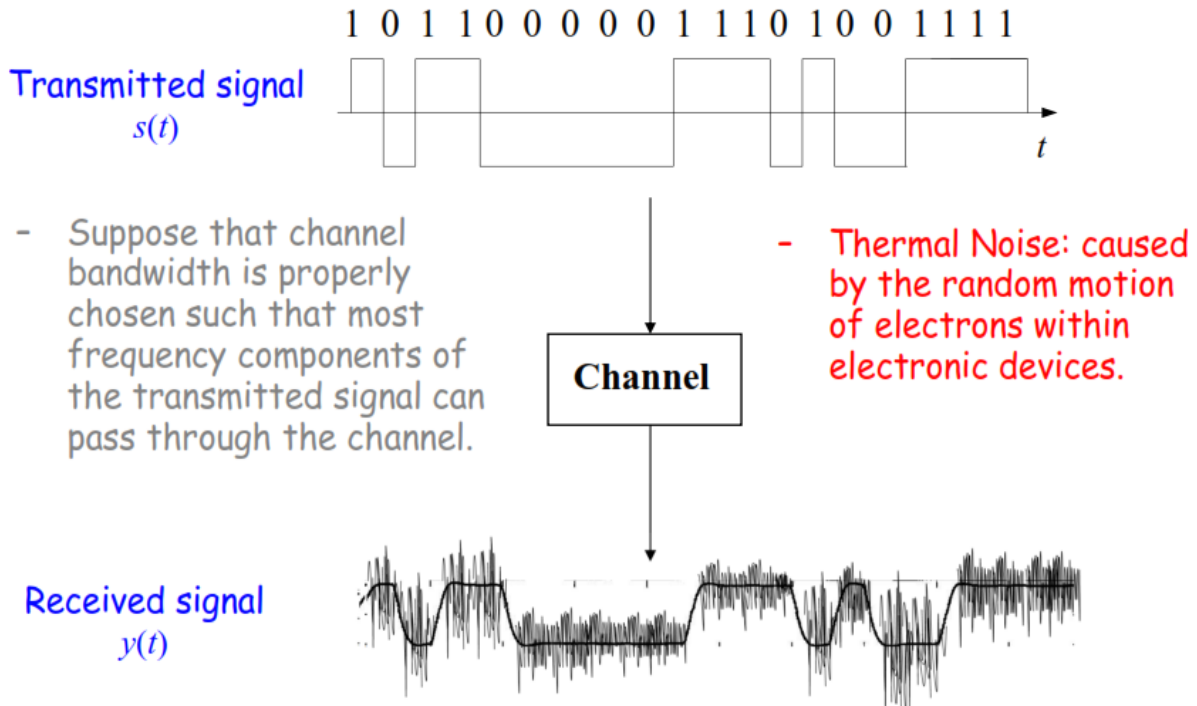 1 0 1 1 0 0 0 0 0 0 1 1 1 0 1 0 0 1 1 1 1
Transmitted signal
s(t)
t
- Suppose that channel
bandwidth is properly
chosen such that most
frequency components of
the transmitted signal can
pass through the channel.
- Thermal Noise: caused
by the random motion
of electrons within
electronic devices.
Channel
Received signal
y(t)